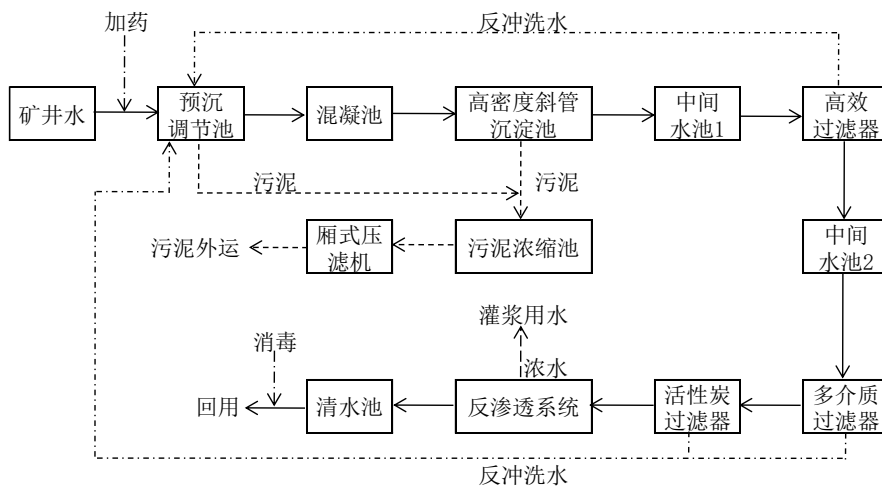 加药
反冲洗水
矿井水
预沉
调节池
混凝池
高密度斜管
沉淀池
中间
水池1
高效
过滤器
污泥
污泥
污泥外运
厢式压
滤机
污泥浓缩池
中间
水池2
灌浆用水
消毒
浓水
回用
清水池
反渗透系统
活性炭
过滤器
多介质
过滤器
反冲洗水